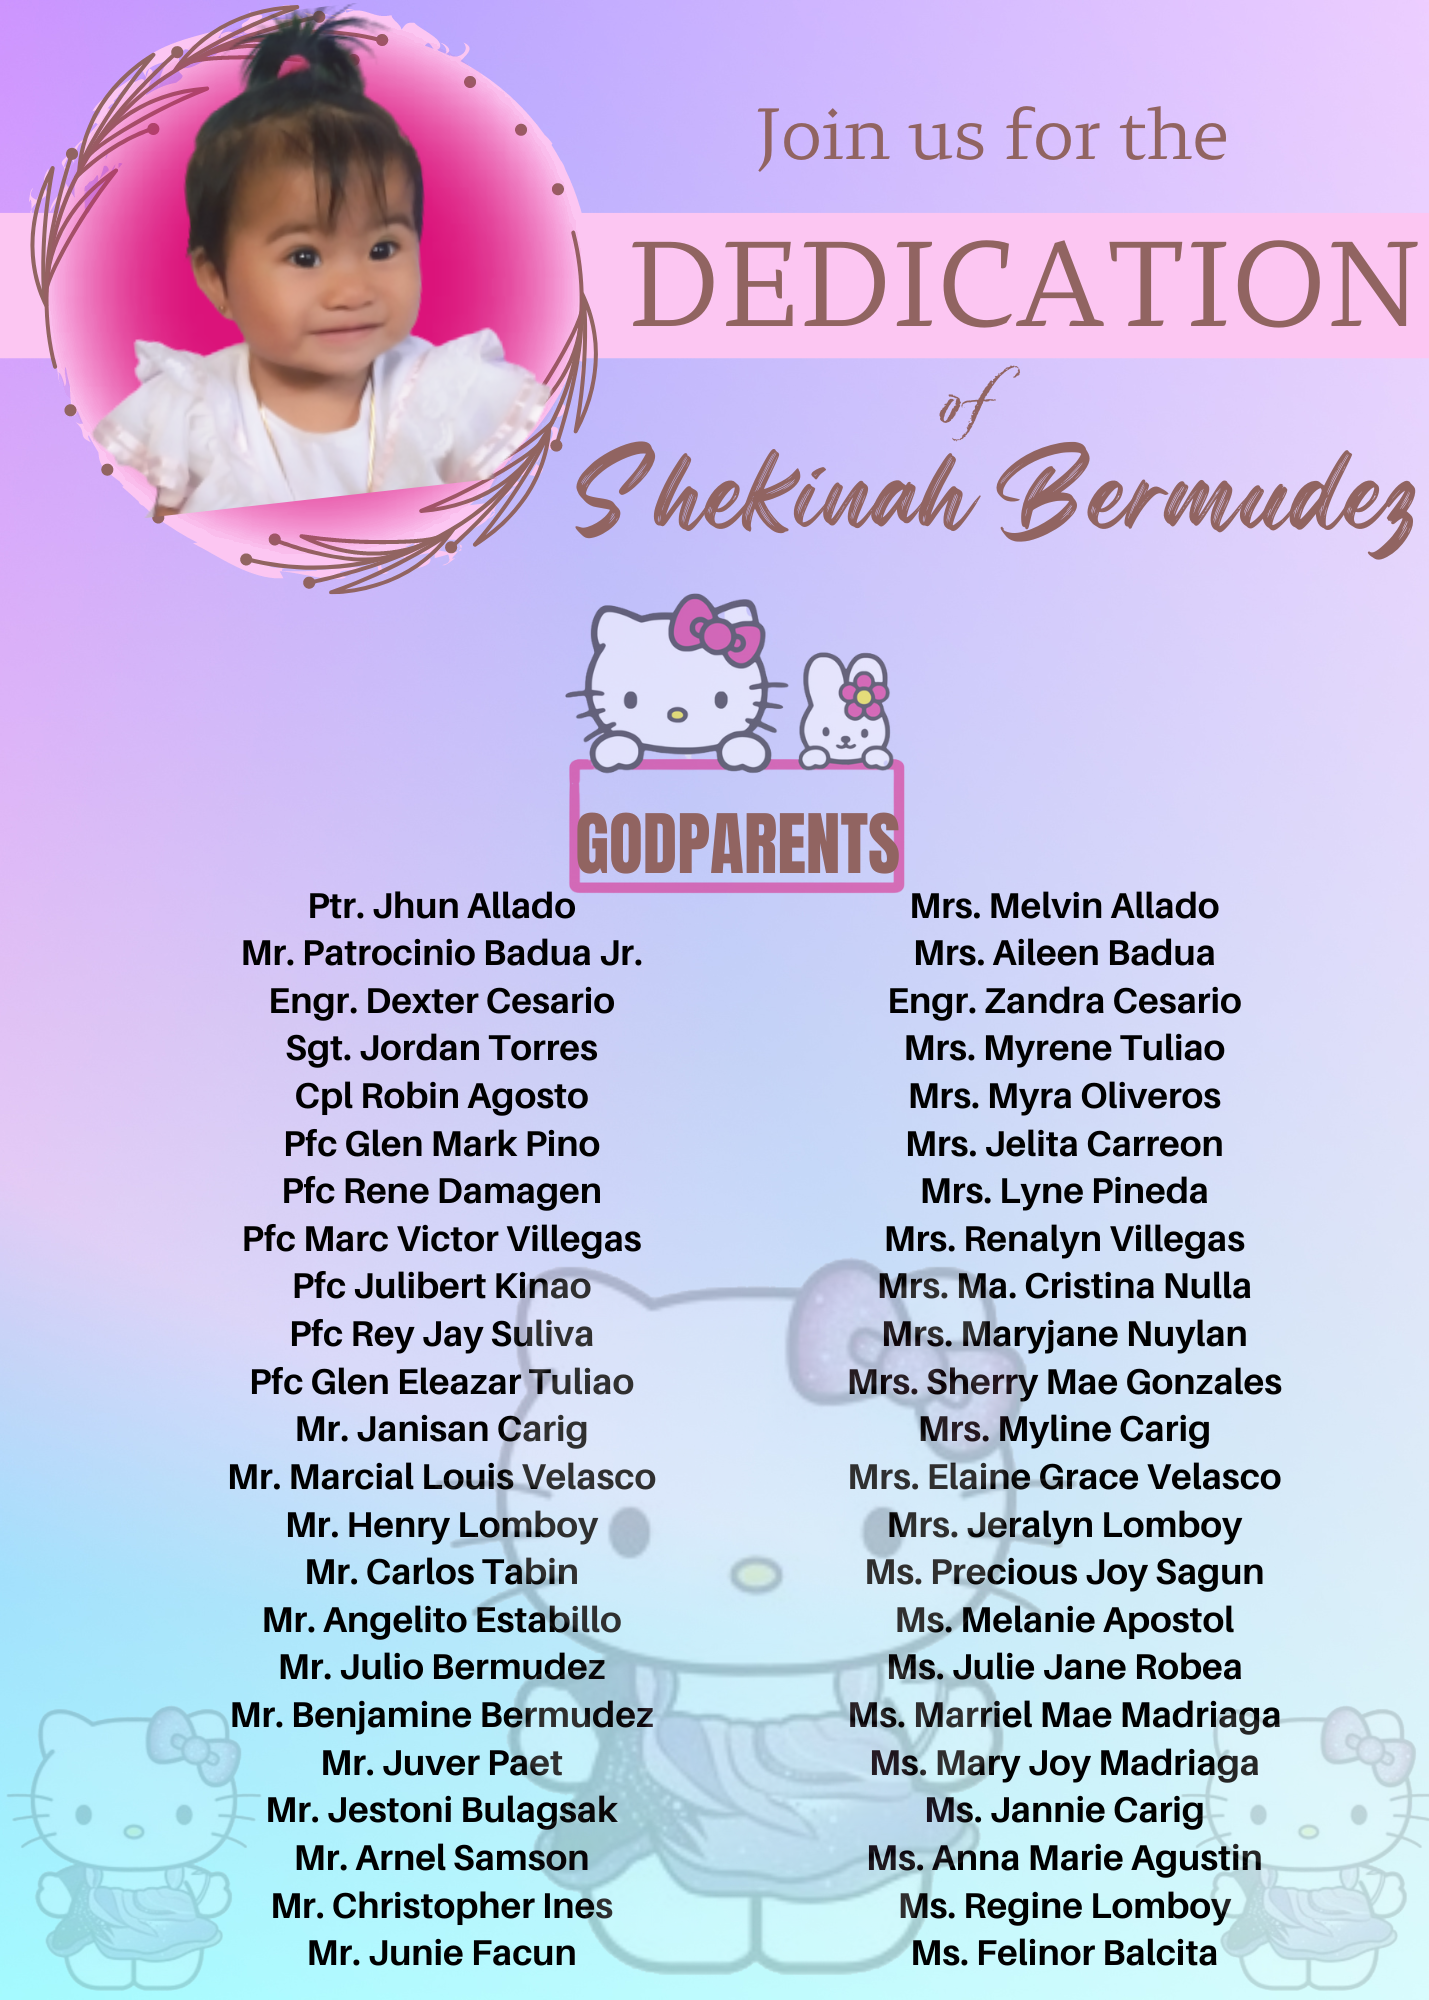 Join us for the
DEDICATION
of
Shekinah Bermudez
GODPARENTS
Ptr. Jhun Allado
Mr. Patrocinio Badua Jr.
Engr. Dexter Cesario
Sgt. Jordan Torres
Cpl Robin Agosto
Pfc Glen Mark Pino
Pfc Rene Damagen
Pfc Marc Victor Villegas
Pfc Julibert Kinao
Pfc Rey Jay Suliva
Pfc Glen Eleazar Tuliao
Mr. Janisan Carig
Mr. Marcial Louis Velasco
Mr. Henry Lomboy
Mr. Carlos Tabin
Mr. Angelito Estabillo
Mr. Julio Bermudez
Mr. Benjamine Bermudez
Mr. Juver Paet
Mr. Jestoni Bulagsak
Mr. Arnel Samson
Mr. Christopher Ines
Mr. Junie Facun
Mrs. Melvin Allado
Mrs. Aileen Badua
Engr. Zandra Cesario
Mrs. Myrene Tuliao
Mrs. Myra Oliveros
Mrs. Jelita Carreon
Mrs. Lyne Pineda
Mrs. Renalyn Villegas
Mrs. Ma. Cristina Nulla
Mrs. Maryjane Nuylan
Mrs. Sherry Mae Gonzales
Mrs. Myline Carig
Mrs. Elaine Grace Velasco
Mrs. Jeralyn Lomboy
Ms. Precious Joy Sagun
Ms. Melanie Apostol
Ms. Julie Jane Robea
Ms. Marriel Mae Madriaga
Ms. Mary Joy Madriaga
Ms. Jannie Carig
Ms. Anna Marie Agustin
Ms. Regine Lomboy
Ms. Felinor Balcita